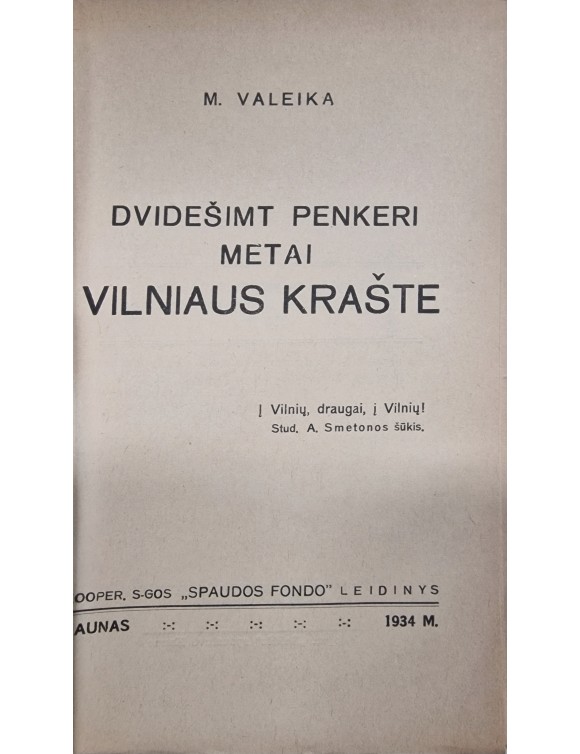 M. VALEIKA
DVIDEŠIMT PENKERI
METAI
VILNIAUS KRAŠTE
Į Vilnių, draugai, į Vilnių!
Stud. A. Smetonos šūkis.
OOPER. S-GOS „SPAUDOS FONDO" LEIDINYS
AUNAS :-: :-: :-: :-: :-: 1934 M.